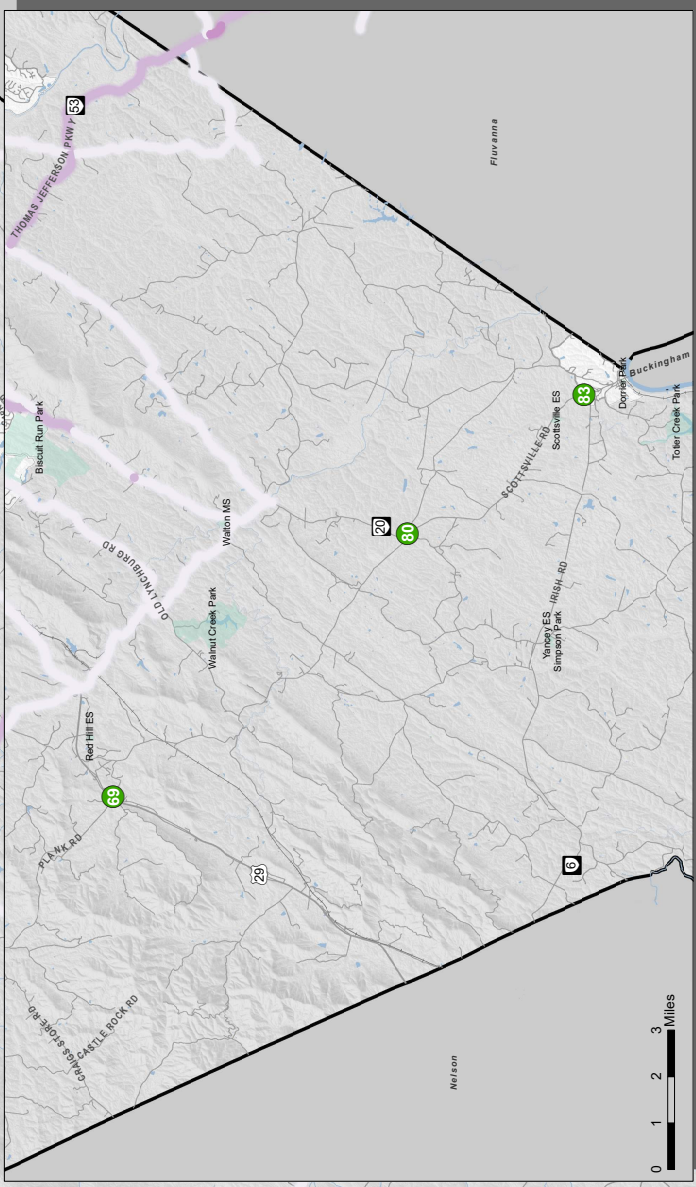 CRAIGS STORE RD
PLANK RD
Biscuit Run Park
THOMAS JEFFERSON PKWY
53
Red Hill ES
CASTLE ROCK RD
69
OLD LYNCHBURG RD
Walnut Creek Park
Walton MS
29
20
80
Nelson
Fluvanna
SCOTTSVILLE RD
Yancey ES
Simpson Park
IRISH RD
Scottsville ES
6
83
Dorrier Park
Buckingham
Totier Creek Park
0 1 2 3
Miles